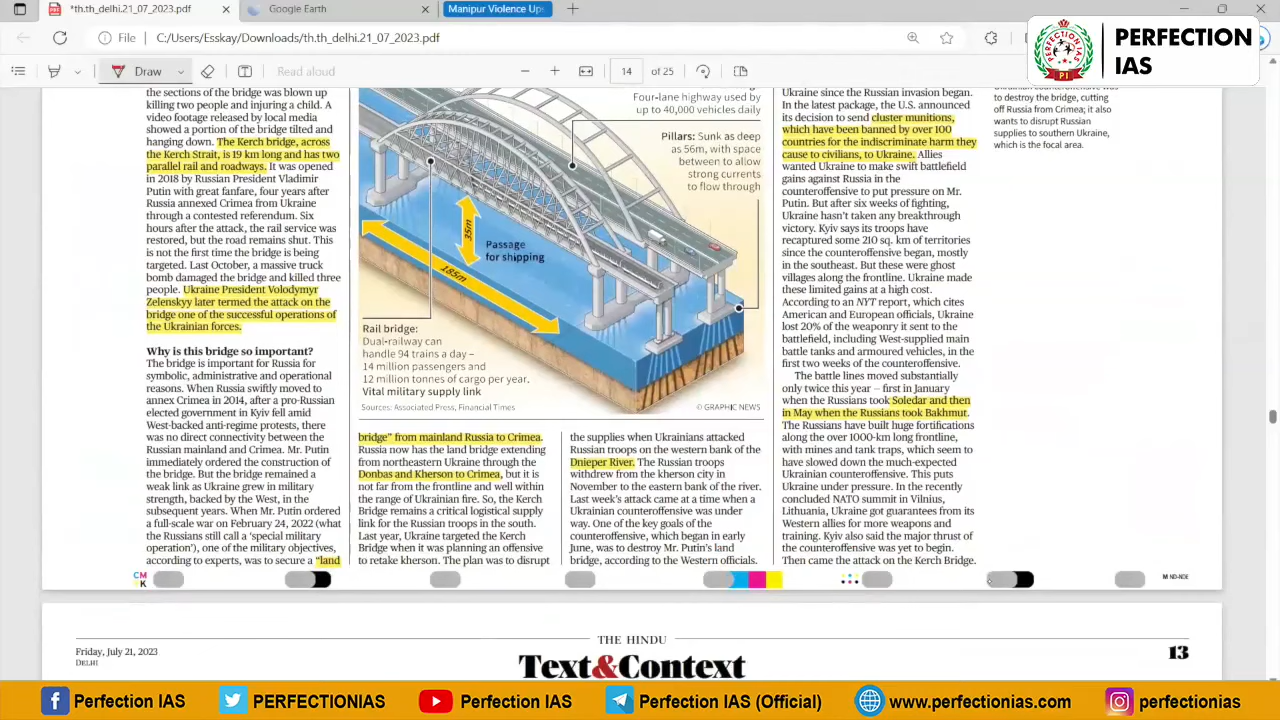 *th.th_delhi.21_07_2023.pdf
Google Earth
Manipur Violence Up
File
C:/Users/Esskay/Downloads/th.th_delhi.21_07_2023.pdf
Draw
Read aloud
14
of 25
PERFECTION
IAS
PI
the sections of the bridge was blown up
killing two people and injuring a child. A
video footage released by local media
showed a portion of the bridge tilted and
hanging down. The Kerch bridge, across
the Kerch Strait, is 19 km long and has two
parallel rail and roadways. It was opened
in 2018 by Russian President Vladimir
Putin with great fanfare, four years after
Russia annexed Crimea from Ukraine
through a contested referendum. Six
hours after the attack, the rail service was
restored, but the road remains shut. This
is not the first time the bridge is being
targeted. Last October, a massive truck
bomb damaged the bridge and killed three
people. Ukraine President Volodymyr
Zelenskyy later termed the attack on the
bridge one of the successful operations of
the Ukrainian forces.
Why is this bridge so important?
The bridge is important for Russia for
symbolic, administrative and operational
reasons. When Russia swiftly moved to
annex Crimea in 2014, after a pro-Russian
elected government in Kyiv fell amid
West-backed anti-regime protests, there
was no direct connectivity between the
Russian mainland and Crimea. Mr. Putin
immediately ordered the construction of
the bridge. But the bridge remained a
weak link as Ukraine grew in military
strength, backed by the West, in the
subsequent years. When Mr. Putin ordered
a full-scale war on February 24, 2022 (what
the Russians still call a ‘special military
operation’), one of the military objectives,
according to experts, was to secure a “land
Four-lane highway used by
up to 40,000 vehicles daily
Pillars: Sunk as deep
as 56m, with space
between to allow
strong currents
to flow through
35m
Passage
for shipping
185m
Rail bridge:
Dual-railway can
handle 94 trains a day –
14 million passengers and
12 million tonnes of cargo per year.
Vital military supply link
Sources: Associated Press, Financial Times
© GRAPHIC NEWS
bridge” from mainland Russia to Crimea.
Russia now has the land bridge extending
from northeastern Ukraine through the
Donbas and Kherson to Crimea, but it is
not far from the frontline and well within
the range of Ukrainian fire. So, the Kerch
Bridge remains a critical logistical supply
link for the Russian troops in the south.
Last year, Ukraine targeted the Kerch
Bridge when it was planning an offensive
to retake kherson. The plan was to disrupt
the supplies when Ukrainians attacked
Russian troops on the western bank of the
Dnieper River. The Russian troops
withdrew from the kherson city in
November to the eastern bank of the river.
Last week’s attack came at a time when a
Ukrainian counteroffensive was under
way. One of the key goals of the
counteroffensive, which began in early
June, was to destroy Mr. Putin’s land
bridge, according to the Western officials.
Ukraine since the Russian invasion began.
In the latest package, the U.S. announced
its decision to send cluster munitions,
which have been banned by over 100
countries for the indiscriminate harm they
cause to civilians, to Ukraine. Allies
wanted Ukraine to make swift battlefield
gains against Russia in the
counteroffensive to put pressure on Mr.
Putin. But after six weeks of fighting,
Ukraine hasn’t taken any breakthrough
victory. Kyiv says its troops have
recaptured some 210 sq. km of territories
since the counteroffensive began, mostly
in the southeast. But these were ghost
villages along the frontline. Ukraine made
these limited gains at a high cost.
According to an NYT report, which cites
American and European officials, Ukraine
lost 20% of the weaponry it sent to the
battlefield, including West-supplied main
battle tanks and armoured vehicles, in the
first two weeks of the counteroffensive.
The battle lines moved substantially
only twice this year — first in January
when the Russians took Soledar and then
in May when the Russians took Bakhmut.
The Russians have built huge fortifications
along the over 1000-km long frontline,
with mines and tank traps, which seem to
have slowed down the much-expected
Ukrainian counteroffensive. This puts
Ukraine under pressure. In the recently
concluded NATO summit in Vilnius,
Lithuania, Ukraine got guarantees from its
Western allies for more weapons and
training. Kyiv also said the major thrust of
the counteroffensive was yet to begin.
Then came the attack on the Kerch Bridge.
to destroy the bridge, cutting
off Russia from Crimea; it also
wants to disrupt Russian
supplies to southern Ukraine,
which is the focal area.
CM
K
M ND-NDE
THE HINDU
Friday, July 21, 2023
DELHI
13
Text&Context
Perfection IAS
PERFECTIONIAS
Perfection IAS
Perfection IAS (Official)
www.perfectionias.com
perfectionias